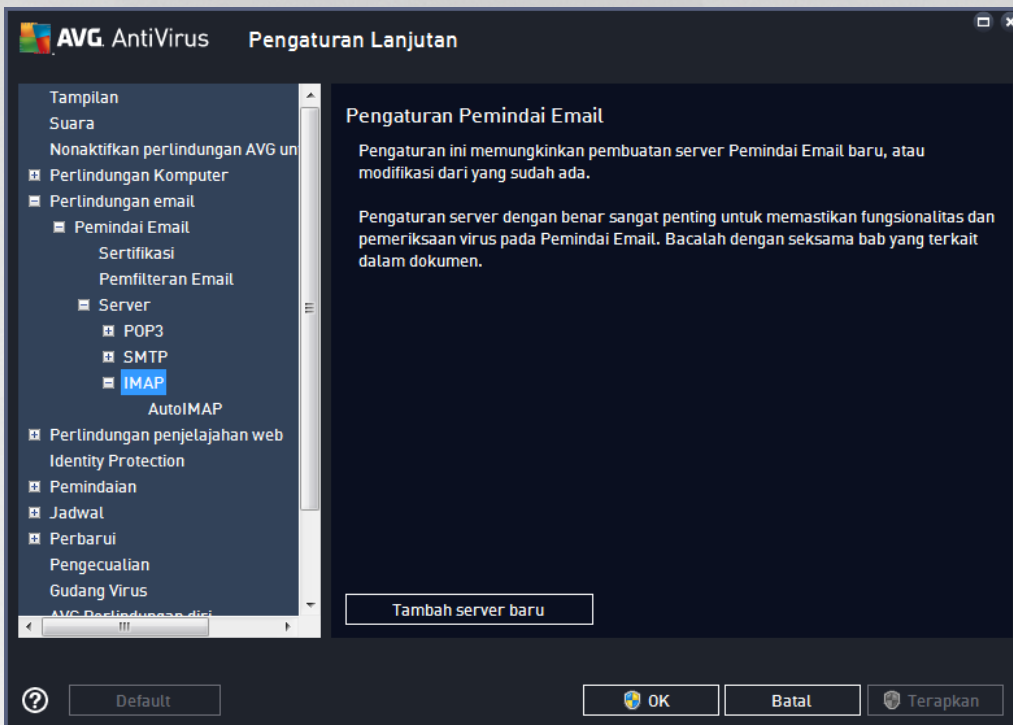 AVG AntiVirus Pengaturan Lanjutan
Tampilan
Suara
Nonaktifkan perlindungan AVG un
Perlindungan Komputer
Perlindungan email
Pemindai Email
Sertifikasi
Pemfilteran Email
Server
POP3
SMTP
IMAP
AutoIMAP
Perlindungan penjelajahan web
Identity Protection
Pemindaian
Jadwal
Perbarui
Pengecualian
Gudang Virus
AVG Perlindungan diri
Pengaturan Pemindai Email
Pengaturan ini memungkinkan pembuatan server Pemindai Email baru, atau
modifikasi dari yang sudah ada.
Pengaturan server dengan benar sangat penting untuk memastikan fungsionalitas dan
pemeriksaan virus pada Pemindai Email. Bacalah dengan seksama bab yang terkait
dalam dokumen.
Tambah server baru
Default
OK
Batal
Terapkan